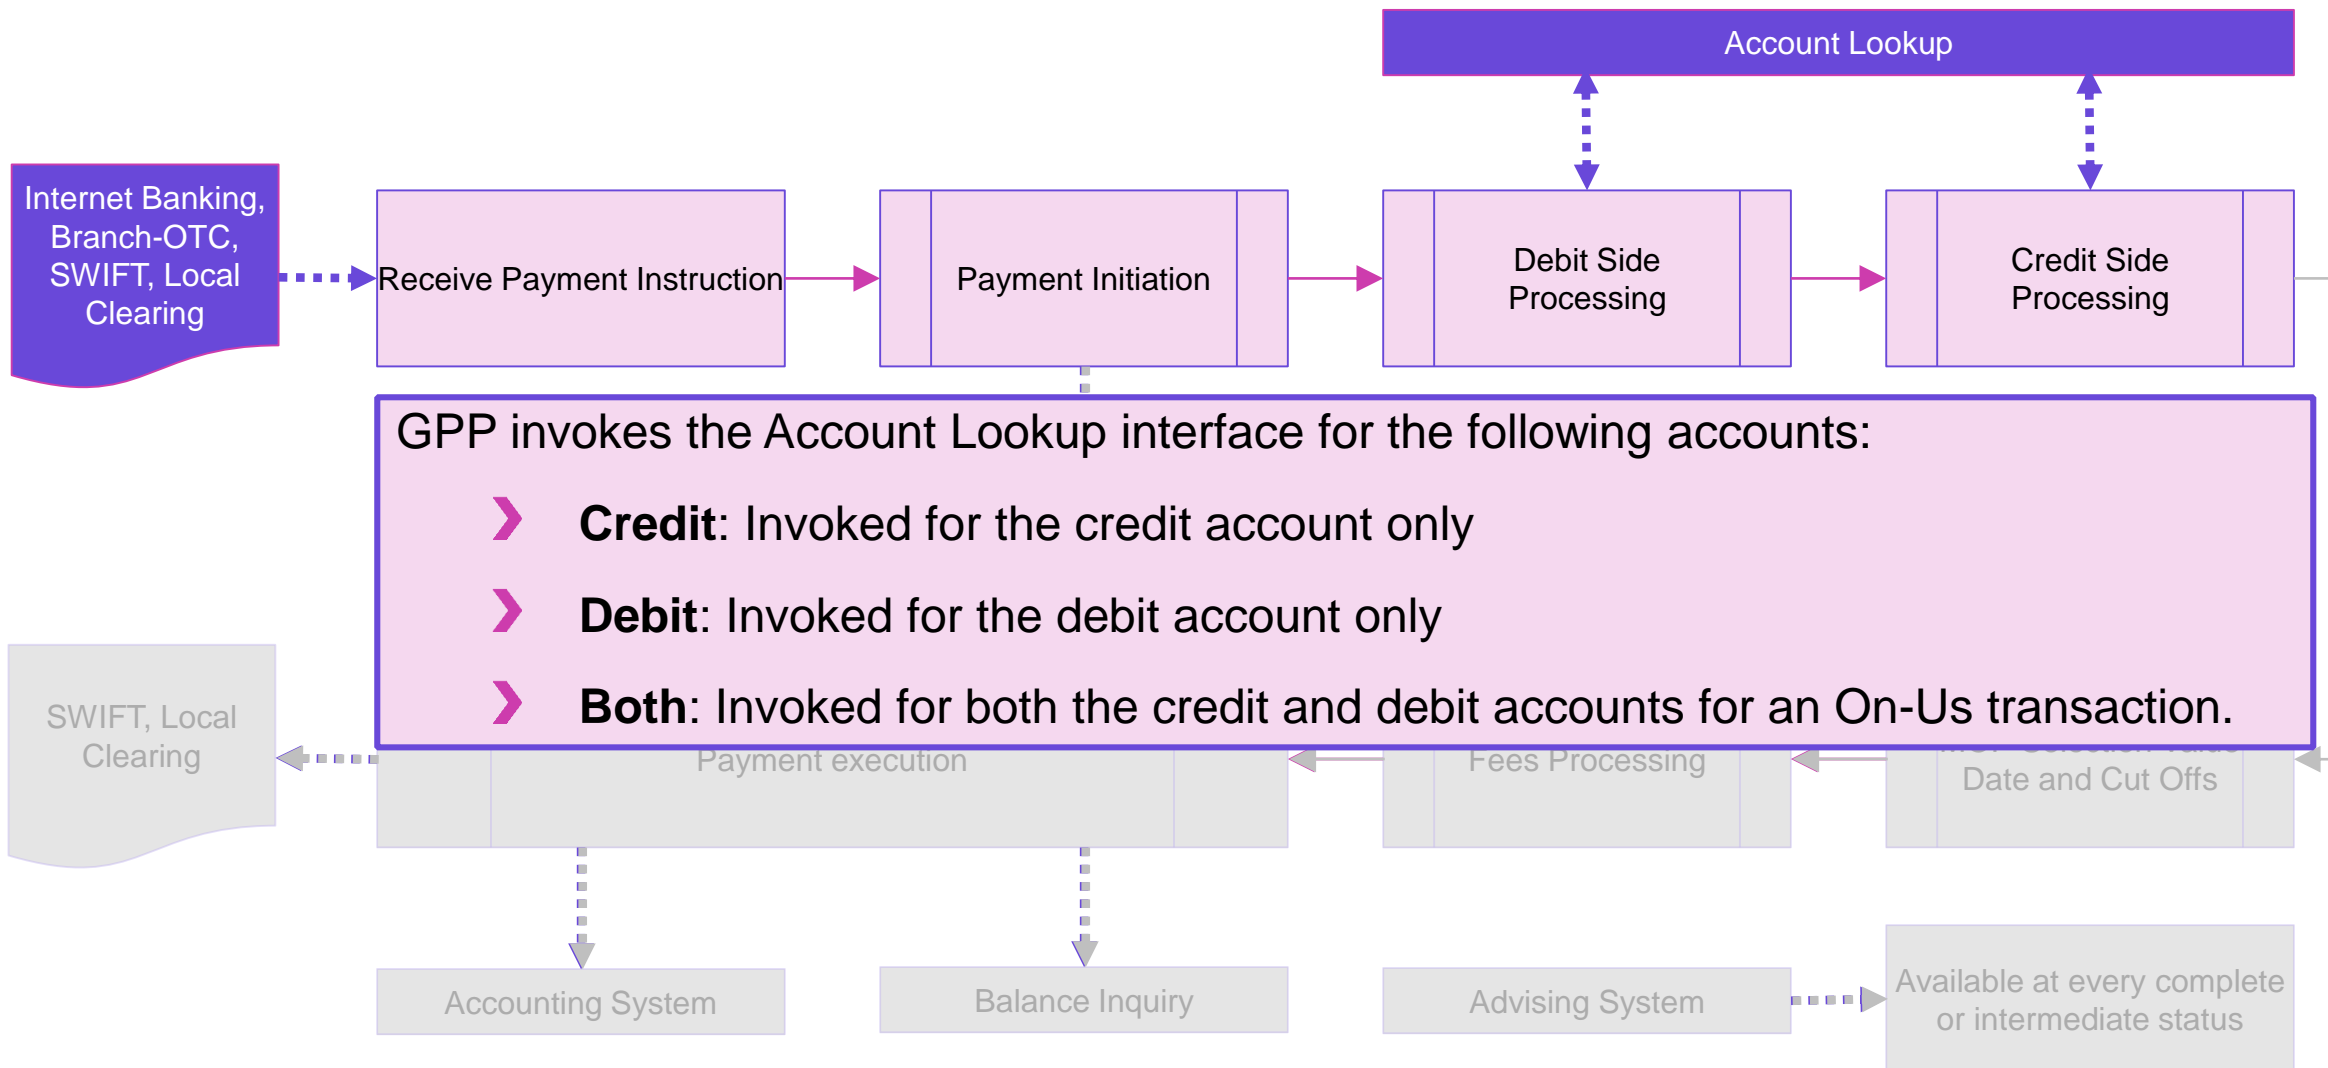 Account Lookup
Internet Banking,
Branch-OTC,
SWIFT, Local
Clearing
Receive Payment Instruction
Payment Initiation
Debit Side
Processing
Credit Side
Processing
GPP invokes the Account Lookup interface for the following accounts:
Credit: Invoked for the credit account only
Debit: Invoked for the debit account only
Both: Invoked for both the credit and debit accounts for an On-Us transaction.
SWIFT, Local
Clearing
Payment execution
Fees Processing
Date and Cut Offs
Accounting System
Balance Inquiry
Advising System
Available at every complete
or intermediate status